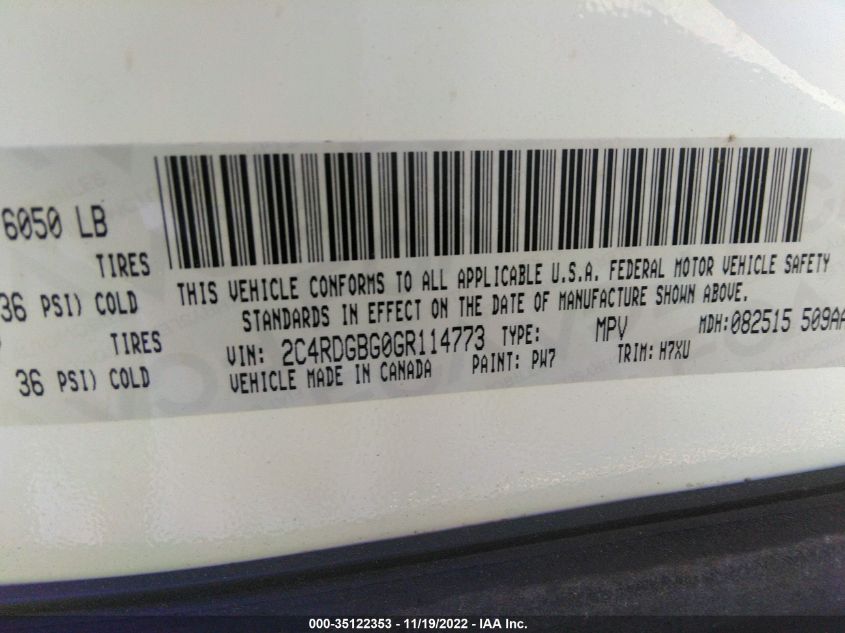 6050 LB
TIRES
36 PSI) COLD
TIRES
36 PSI) COLD
THIS VEHICLE CONFORMS TO ALL APPLICABLE U.S.A. FEDERAL MOTOR VEHICLE SAFETY
STANDARDS IN EFFECT ON THE DATE OF MANUFACTURE SHOWN ABOVE.
VIN: 2C4RDGBG0GR114773 TYPE: MPV MDH:082515 509AA
VEHICLE MADE IN CANADA PAINT: PW7 TRIM: H7XU
000-35122353 - 11/19/2022 - IAA Inc.